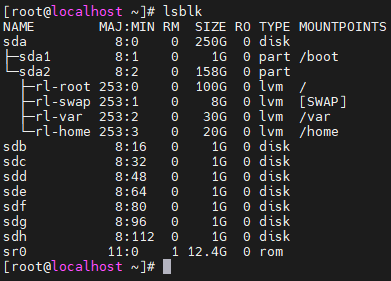 [root@localhost ~]# lsblk
NAME        MAJ:MIN RM  SIZE RO TYPE MOUNTPOINTS
sda           8:0    0  250G  0 disk
├─sda1        8:1    0    1G  0 part /boot
└─sda2        8:2    0  158G  0 part
  ├─rl-root 253:0    0  100G  0 lvm  /
  ├─rl-swap 253:1    0    8G  0 lvm  [SWAP]
  ├─rl-var  253:2    0   30G  0 lvm  /var
  └─rl-home 253:3    0   20G  0 lvm  /home
sdb           8:16   0    1G  0 disk
sdc           8:32   0    1G  0 disk
sdd           8:48   0    1G  0 disk
sde           8:64   0    1G  0 disk
sdf           8:80   0    1G  0 disk
sdg           8:96   0    1G  0 disk
sdh           8:112  0    1G  0 disk
sr0          11:0    1 12.4G  0 rom
[root@localhost ~]#